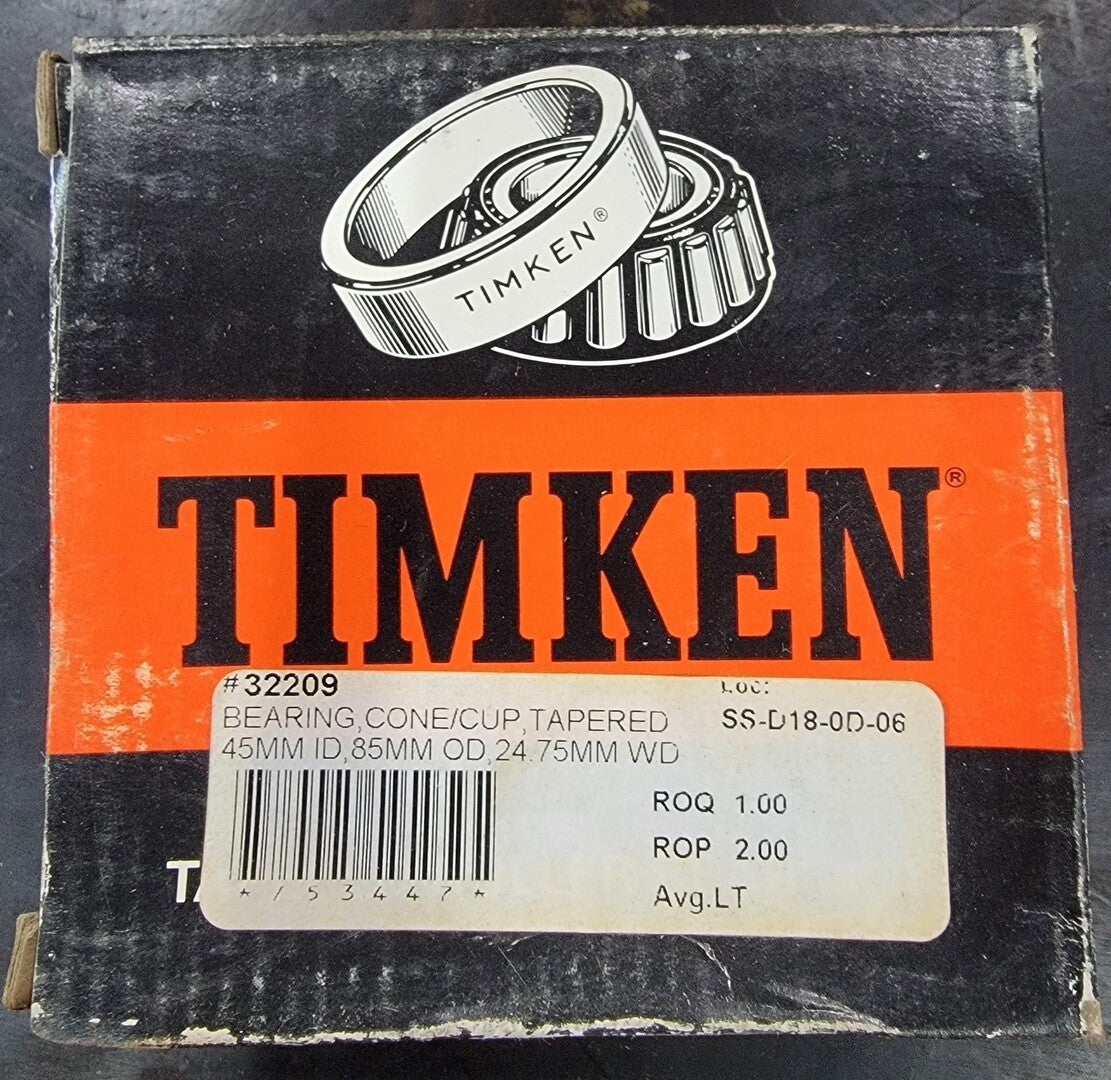 TIMKEN®
TIMKEN®
#32209
Loc:
BEARING,CONE/CUP,TAPERED
SS-D18-0D-06
45MM ID,85MM OD,24.75MM WD
ROQ 1.00
ROP 2.00
Avg.LT